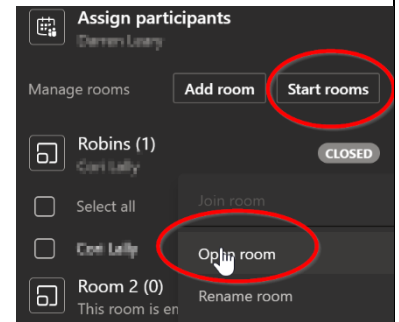 Assign participants
Manage rooms Add room Start rooms
Robins (1) CLOSED
Select all Join room
Open room
Room 2 (0)
This room is em Rename room